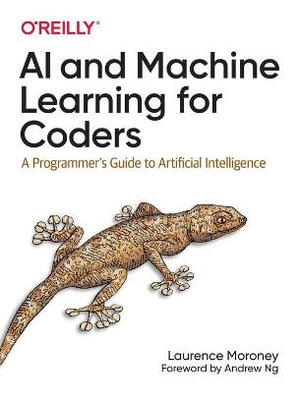 O'REILLY®
AI and Machine
Learning for
Coders
A Programmer's Guide to Artificial Intelligence
Laurence Moroney
Foreword by Andrew Ng